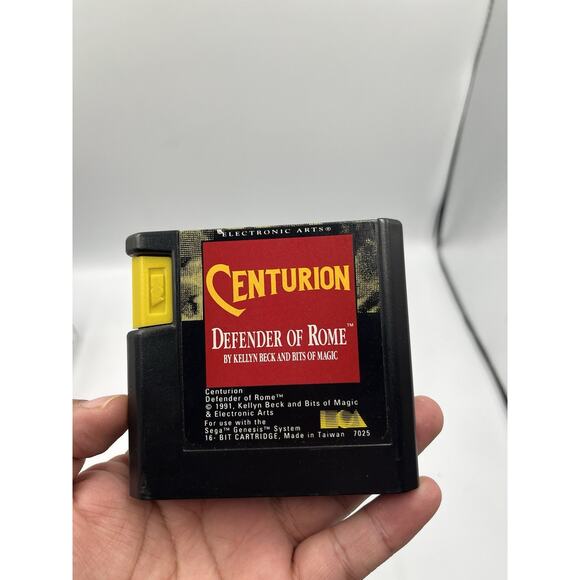 ELECTRONIC ARTS®
CENTURION
DEFENDER OF ROME™
BY KELLYN BECK AND BITS OF MAGIC
Centurion
Defender of Rome™
© 1991, Kellyn Beck and Bits of Magic
& Electronic Arts
For use with the
Sega™ Genesis™ System
16- BIT CARTRIDGE, Made in Taiwan 7025